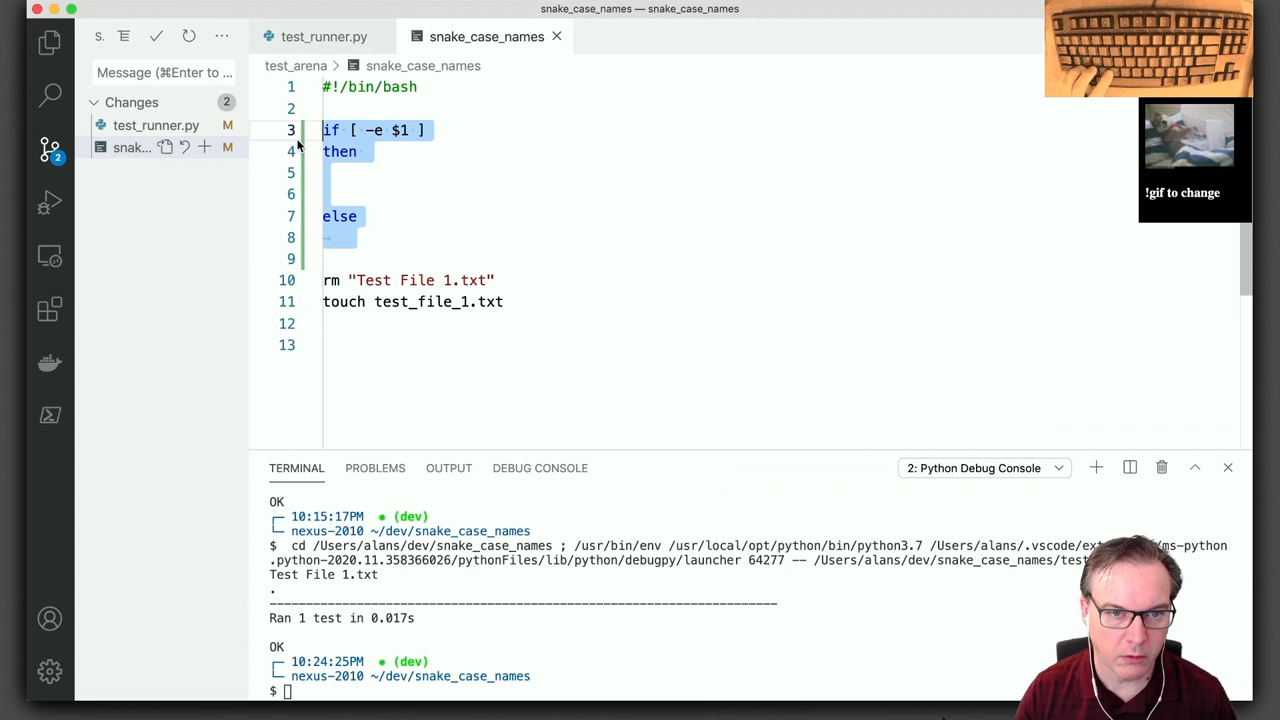 snake_case_names — snake_case_names
S.
test_runner.py
snake_case_names
Message (⌘Enter to ...
test_arena > snake_case_names
Changes 2
test_runner.py M
snak... M
2
1 #!/bin/bash
2
3 if [ -e $1 ]
4 then
5
6
7 else
8
9
10 rm "Test File 1.txt"
11 touch test_file_1.txt
12
13
!gif to change
TERMINAL PROBLEMS OUTPUT DEBUG CONSOLE 2: Python Debug Console
OK
10:15:17PM ● (dev)
nexus-2010 ~/dev/snake_case_names
$ cd /Users/alans/dev/snake_case_names ; /usr/bin/env /usr/local/opt/python/bin/python3.7 /Users/alans/.vscode/ext ms-python
.python-2020.11.358366026/pythonFiles/lib/python/debugpy/launcher 64277 -- /Users/alans/dev/snake_case_names/test
Test File 1.txt
.
----------------------------------------------------------------------
Ran 1 test in 0.017s
OK
10:24:25PM ● (dev)
nexus-2010 ~/dev/snake_case_names
$